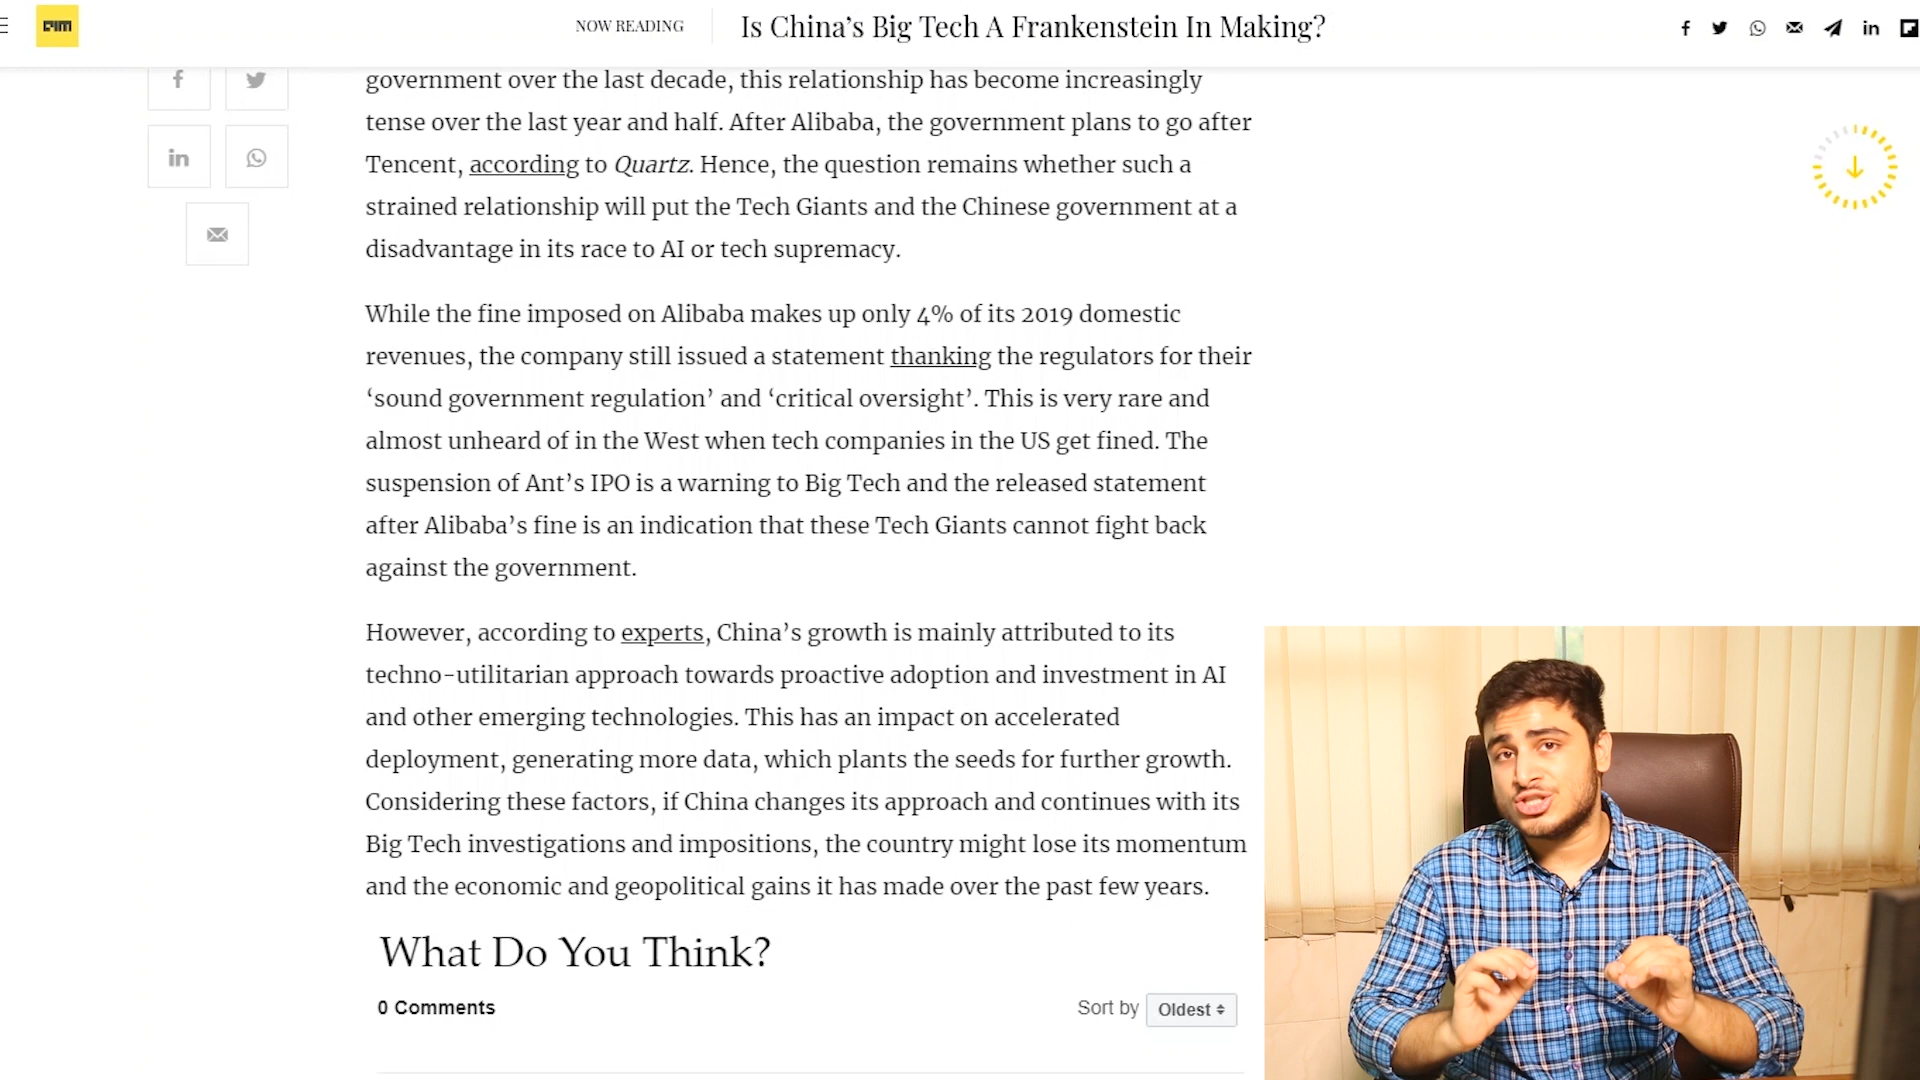 AIM
NOW READING
Is China’s Big Tech A Frankenstein In Making?
government over the last decade, this relationship has become increasingly
tense over the last year and half. After Alibaba, the government plans to go after
Tencent, according to Quartz. Hence, the question remains whether such a
strained relationship will put the Tech Giants and the Chinese government at a
disadvantage in its race to AI or tech supremacy.
While the fine imposed on Alibaba makes up only 4% of its 2019 domestic
revenues, the company still issued a statement thanking the regulators for their
‘sound government regulation’ and ‘critical oversight’. This is very rare and
almost unheard of in the West when tech companies in the US get fined. The
suspension of Ant’s IPO is a warning to Big Tech and the released statement
after Alibaba’s fine is an indication that these Tech Giants cannot fight back
against the government.
However, according to experts, China’s growth is mainly attributed to its
techno-utilitarian approach towards proactive adoption and investment in AI
and other emerging technologies. This has an impact on accelerated
deployment, generating more data, which plants the seeds for further growth.
Considering these factors, if China changes its approach and continues with its
Big Tech investigations and impositions, the country might lose its momentum
and the economic and geopolitical gains it has made over the past few years.
What Do You Think?
0 Comments
Sort by Oldest